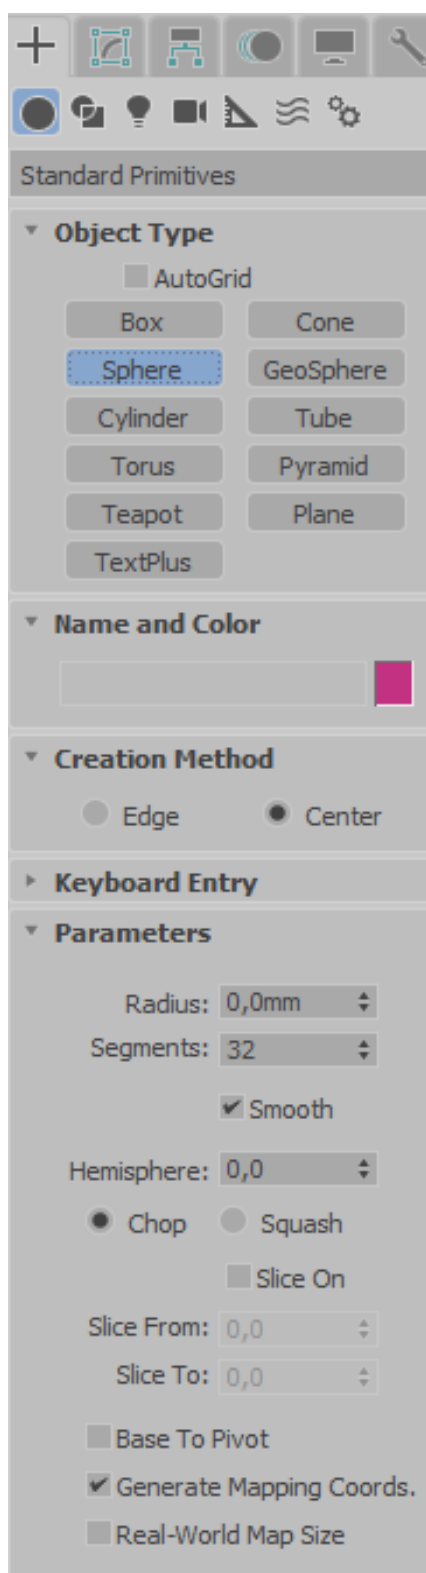 Standard Primitives
Object Type
AutoGrid
Box Cone
Sphere GeoSphere
Cylinder Tube
Torus Pyramid
Teapot Plane
TextPlus
Name and Color
Creation Method
Edge Center
Keyboard Entry
Parameters
Radius: 0,0mm
Segments: 32
Smooth
Hemisphere: 0,0
Chop Squash
Slice On
Slice From: 0,0
Slice To: 0,0
Base To Pivot
Generate Mapping Coords.
Real-World Map Size